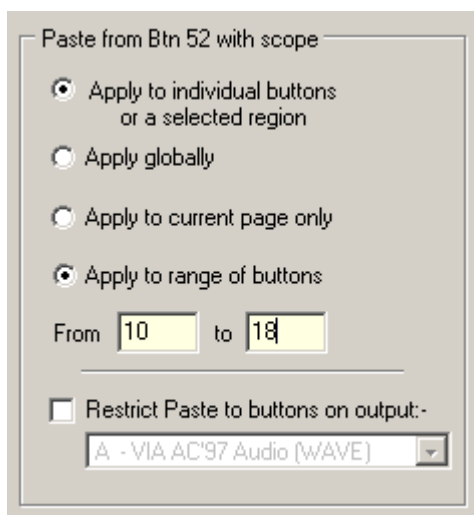 Paste from Btn 52 with scope
Apply to individual buttons
or a selected region
Apply globally
Apply to current page only
Apply to range of buttons
From 10 to 18
Restrict Paste to buttons on output:-
A - VIA AC'97 Audio (WAVE)